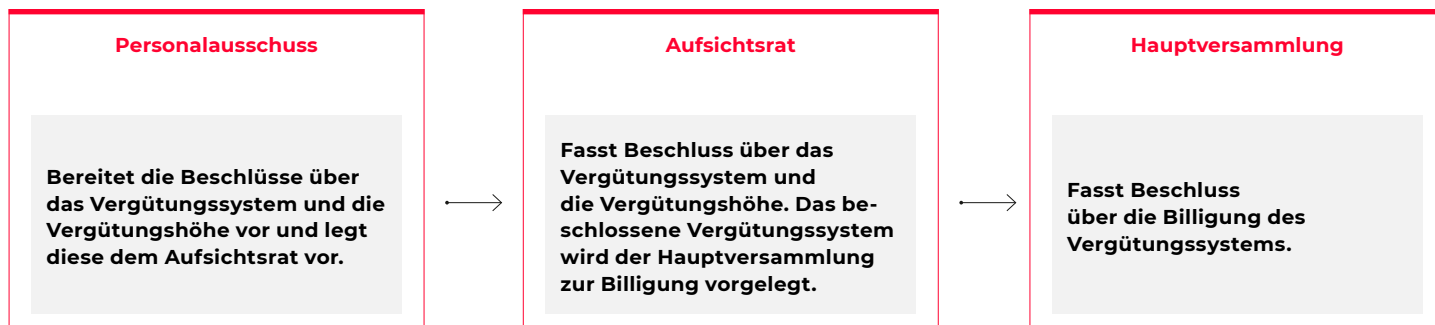 Personalausschuss
Bereitet die Beschlüsse über
das Vergütungssystem und die
Vergütungshöhe vor und legt
diese dem Aufsichtsrat vor.
Aufsichtsrat
Fasst Beschluss über das
Vergütungssystem und
die Vergütungshöhe. Das be-
schlossene Vergütungssystem
wird der Hauptversammlung
zur Billigung vorgelegt.
Hauptversammlung
Fasst Beschluss
über die Billigung des
Vergütungssystems.